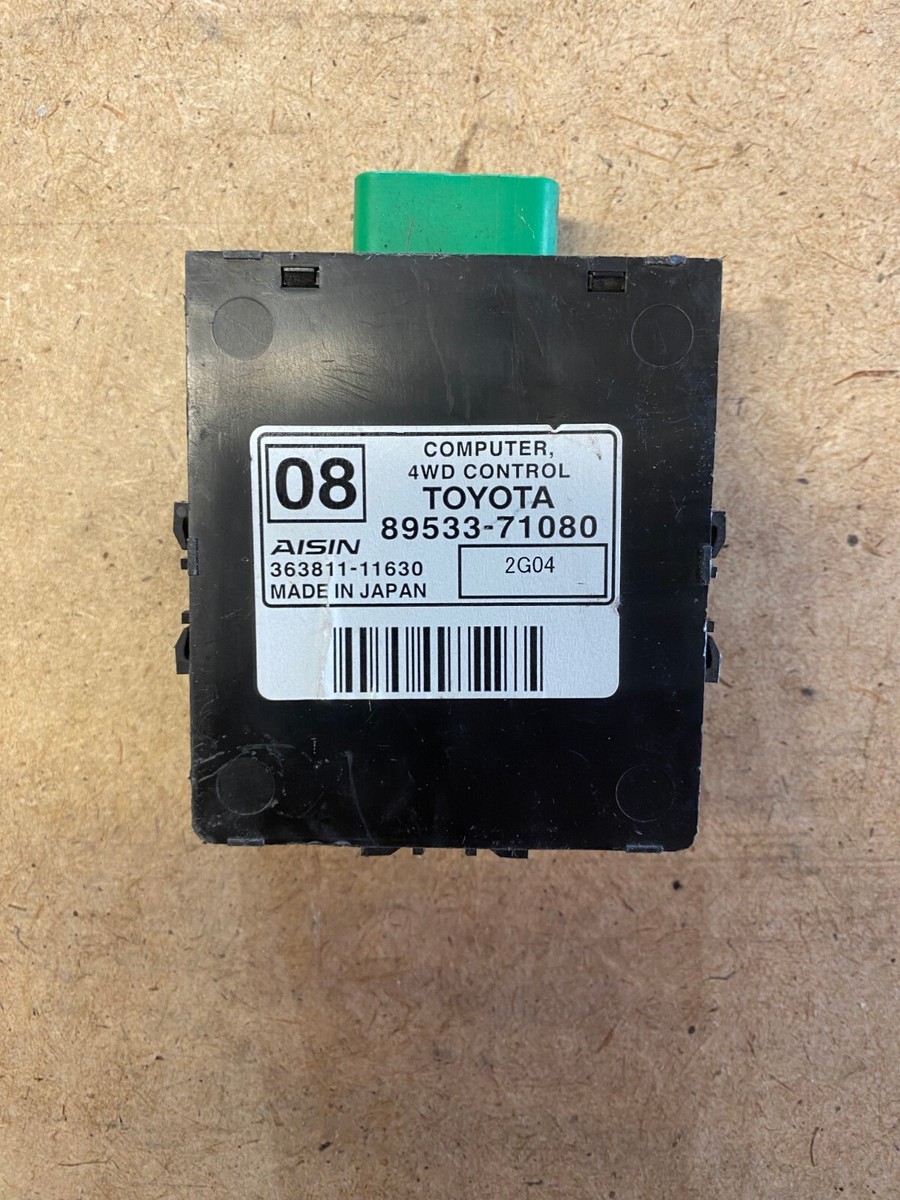 08
COMPUTER,
4WD CONTROL
TOYOTA
89533-71080
AISIN
363811-11630
2G04
MADE IN JAPAN